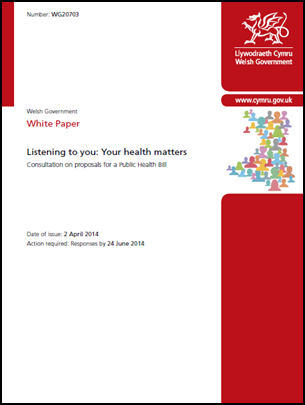 Number: WG20703
Llywodraeth Cymru
Welsh Government
www.cymru.gov.uk
Welsh Government
White Paper
Listening to you: Your health matters
Consultation on proposals for a Public Health Bill
Date of issue: 2 April 2014
Action required: Responses by 24 June 2014